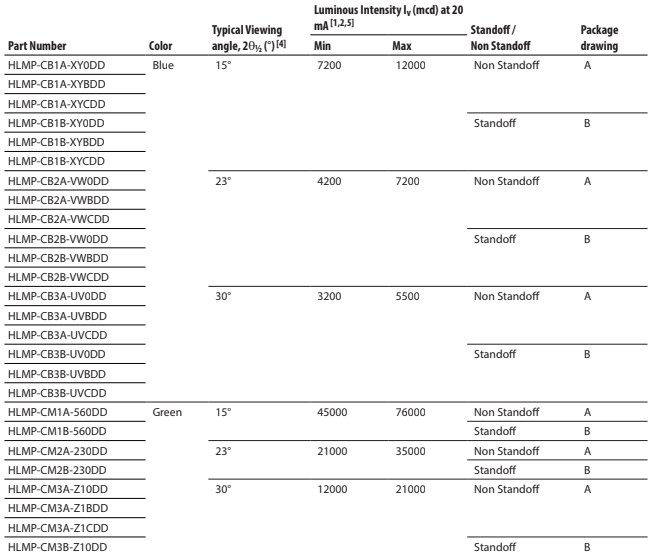 Luminous Intensity Iv (mcd) at 20 mA [1,2,5]
Typical Viewing angle, 2θ½ (°) [4]
Standoff / Non Standoff
Package drawing
Part Number Color Min Max
HLMP-CB1A-XY0DD Blue 15° 7200 12000 Non Standoff A
HLMP-CB1A-XYBDD
HLMP-CB1A-XYCDD
HLMP-CB1B-XY0DD Standoff B
HLMP-CB1B-XYBDD
HLMP-CB1B-XYCDD
HLMP-CB2A-VW0DD 23° 4200 7200 Non Standoff A
HLMP-CB2A-VWBDD
HLMP-CB2A-VWCDD
HLMP-CB2B-VW0DD Standoff B
HLMP-CB2B-VWBDD
HLMP-CB2B-VWCDD
HLMP-CB3A-UV0DD 30° 3200 5500 Non Standoff A
HLMP-CB3A-UVBDD
HLMP-CB3A-UVCDD
HLMP-CB3B-UV0DD Standoff B
HLMP-CB3B-UVBDD
HLMP-CB3B-UVCDD
HLMP-CM1A-560DD Green 15° 45000 76000 Non Standoff A
HLMP-CM1B-560DD Standoff B
HLMP-CM2A-230DD 23° 21000 35000 Non Standoff A
HLMP-CM2B-230DD Standoff B
HLMP-CM3A-Z10DD 30° 12000 21000 Non Standoff A
HLMP-CM3A-Z1BDD
HLMP-CM3A-Z1CDD
HLMP-CM3B-Z10DD Standoff B